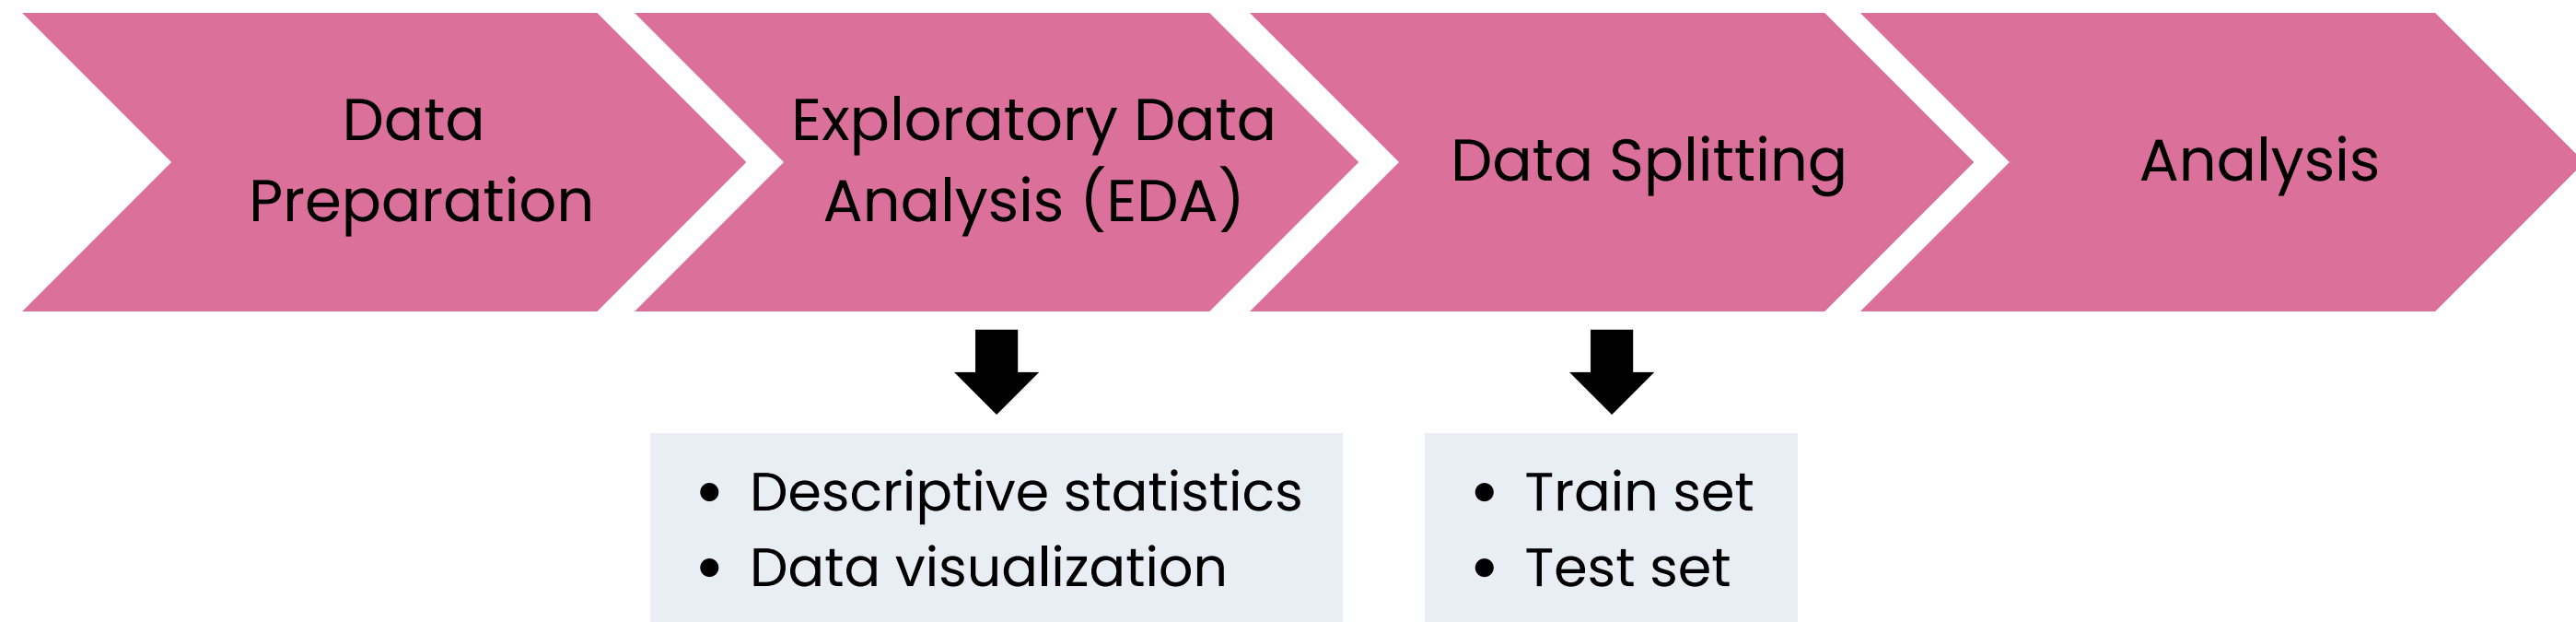 Data
Preparation
Exploratory Data
Analysis (EDA)
Data Splitting
Analysis
• Descriptive statistics
• Data visualization
• Train set
• Test set